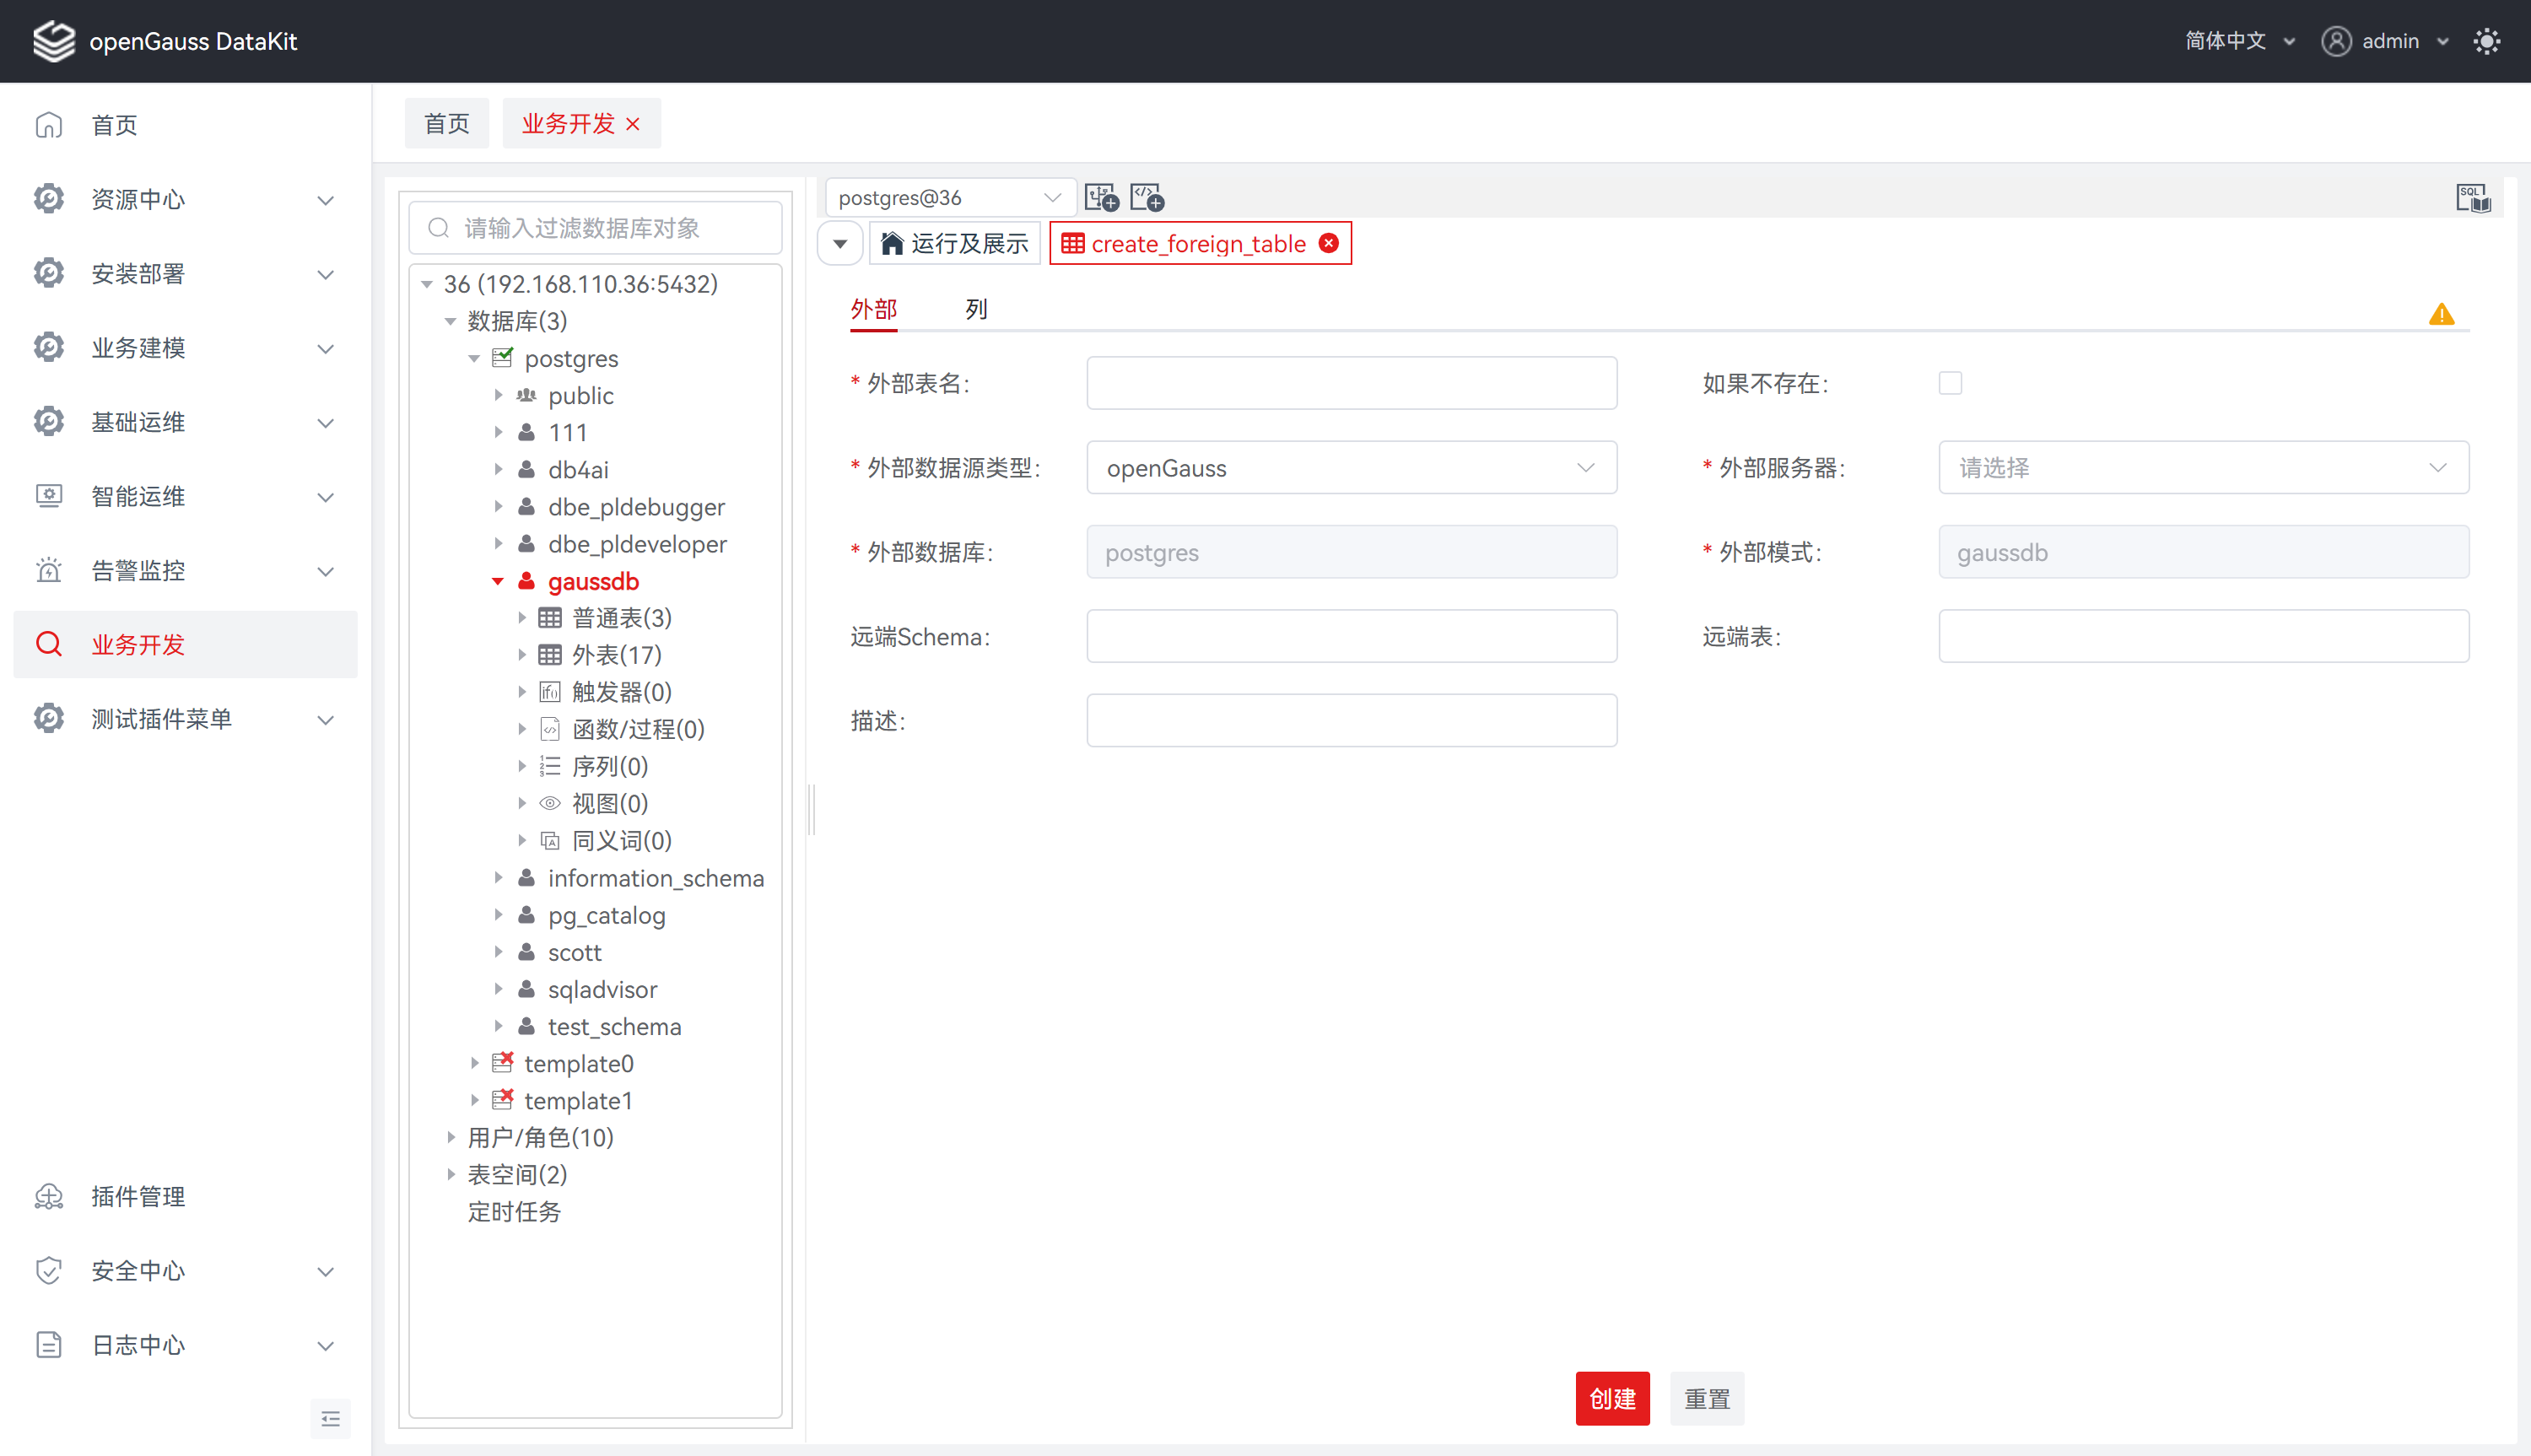 openGauss DataKit
简体中文
admin
首页
资源中心
安装部署
业务建模
基础运维
智能运维
告警监控
业务开发
测试插件菜单
插件管理
安全中心
日志中心
首页
业务开发
请输入过滤数据库对象
36 (192.168.110.36:5432)
数据库(3)
postgres
public
111
db4ai
dbe_pldebugger
dbe_pldeveloper
gaussdb
普通表(3)
外表(17)
触发器(0)
函数/过程(0)
序列(0)
视图(0)
同义词(0)
information_schema
pg_catalog
scott
sqladvisor
test_schema
template0
template1
用户/角色(10)
表空间(2)
定时任务
postgres@36
SQL
运行及展示
create_foreign_table
外部
列
* 外部表名:
如果不存在:
* 外部数据源类型:
openGauss
* 外部服务器:
请选择
* 外部数据库:
postgres
* 外部模式:
gaussdb
远端Schema:
远端表:
描述:
创建
重置